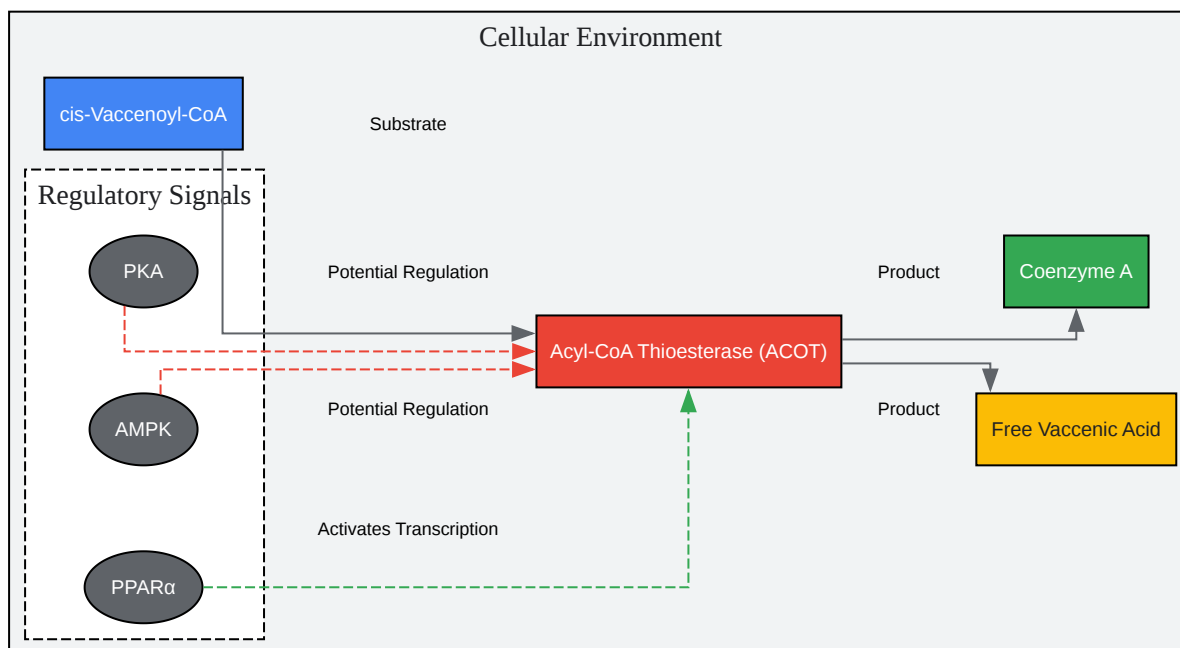 Cellular Environment
cis-Vaccenoyl-CoA
Substrate
Regulatory Signals
PKA
Potential Regulation
Product
Coenzyme A
Acyl-CoA Thioesterase (ACOT)
AMPK
Potential Regulation
Product
Free Vaccenic Acid
Activates Transcription
PPARα